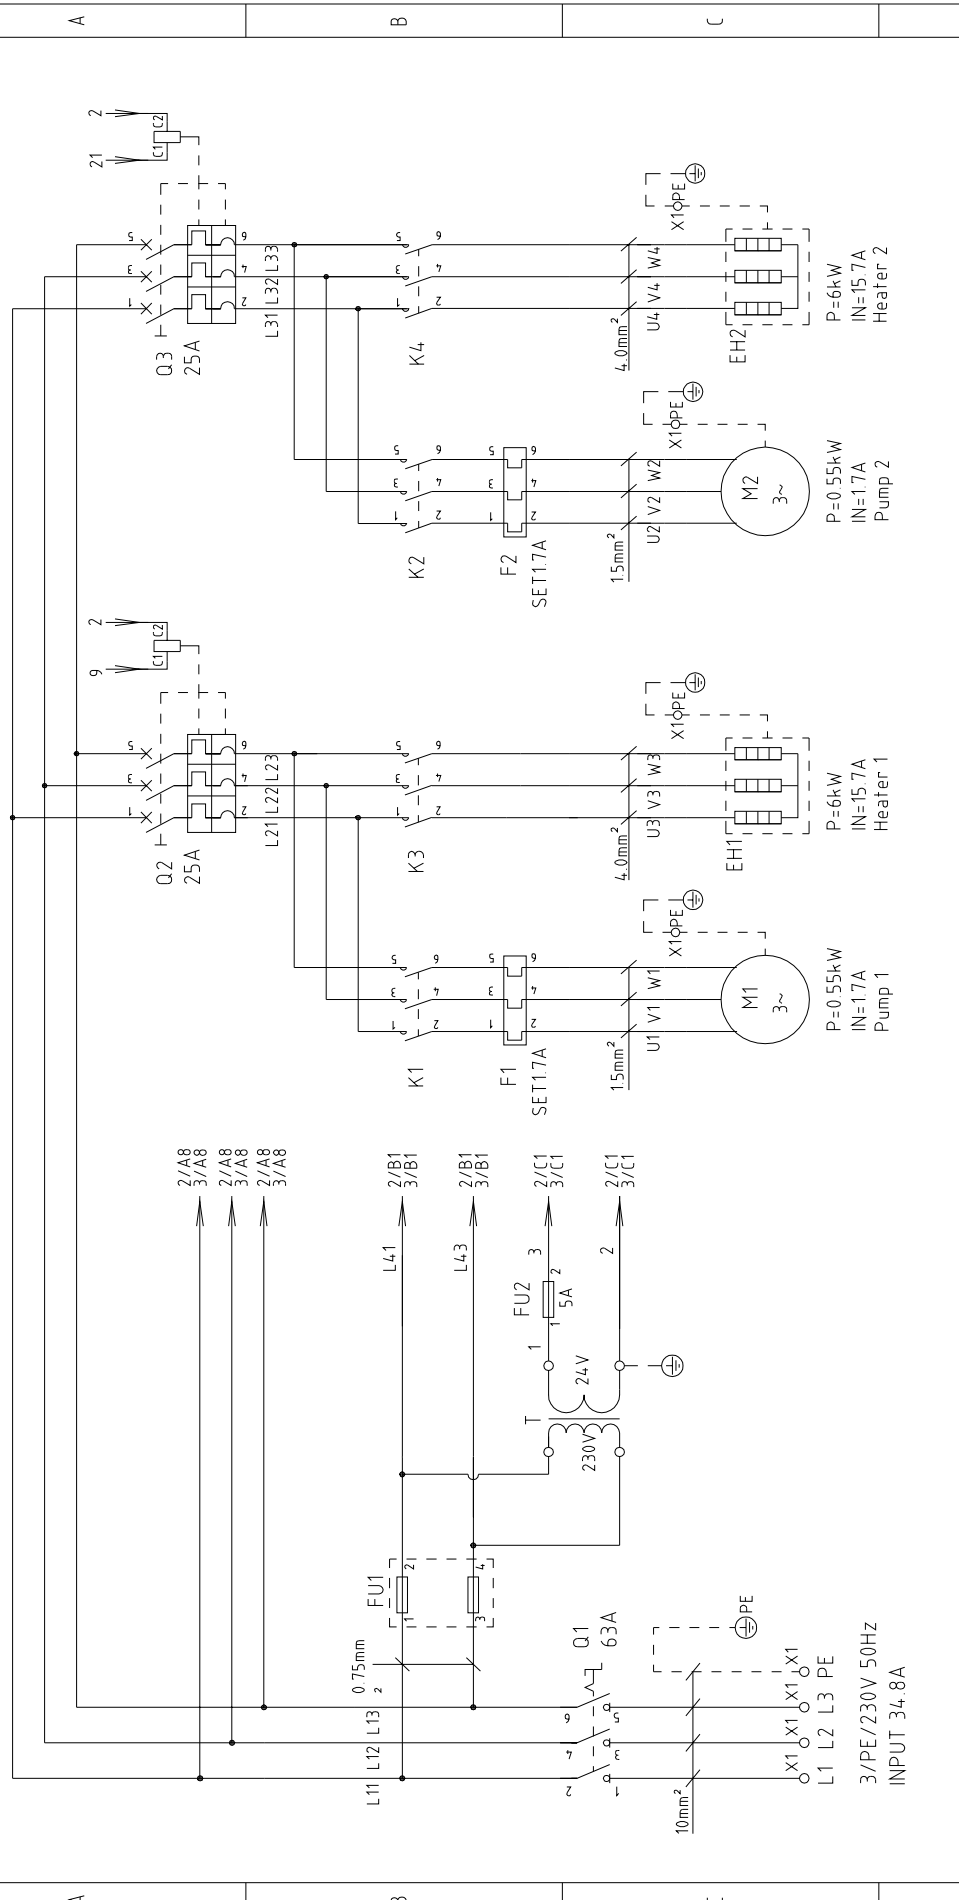 A
B
C
2
21
C1
C2
5
3
1
6
4
2
Q3
25A
L31 L32 L33
5
3
1
6
4
2
K4
4.0mm²
U4 V4 W4
X1 PE
EH2
P=6kW
IN=15.7A
Heater 2
5
3
1
6
4
2
K2
5
3
1
6
4
2
F2
SET1.7A
1.5mm²
U2 V2 W2
X1 PE
M2
3~
P=0.55kW
IN=1.7A
Pump 2
2
9
C1
C2
5
3
1
6
4
2
Q2
25A
L21 L22 L23
5
3
1
6
4
2
K3
4.0mm²
U3 V3 W3
X1 PE
EH1
P=6kW
IN=15.7A
Heater 1
5
3
1
6
4
2
K1
5
3
1
6
4
2
F1
SET1.7A
1.5mm²
U1 V1 W1
X1 PE
M1
3~
P=0.55kW
IN=1.7A
Pump 1
2/A8
3/A8
2/A8
3/A8
2/A8
3/A8
2/B1
3/B1
2/B1
3/B1
2/C1
3/C1
2/C1
3/C1
L41
L43
3
2
FU2
1
2
5A
1
T
24V
230V
FU1
1
2
3
4
0.75mm
2
L11 L12 L13
Q1
63A
6
4
2
5
3
1
10mm²
PE
X1 X1 X1 X1
L1 L2 L3 PE
3/PE/230V 50Hz
INPUT 34.8A